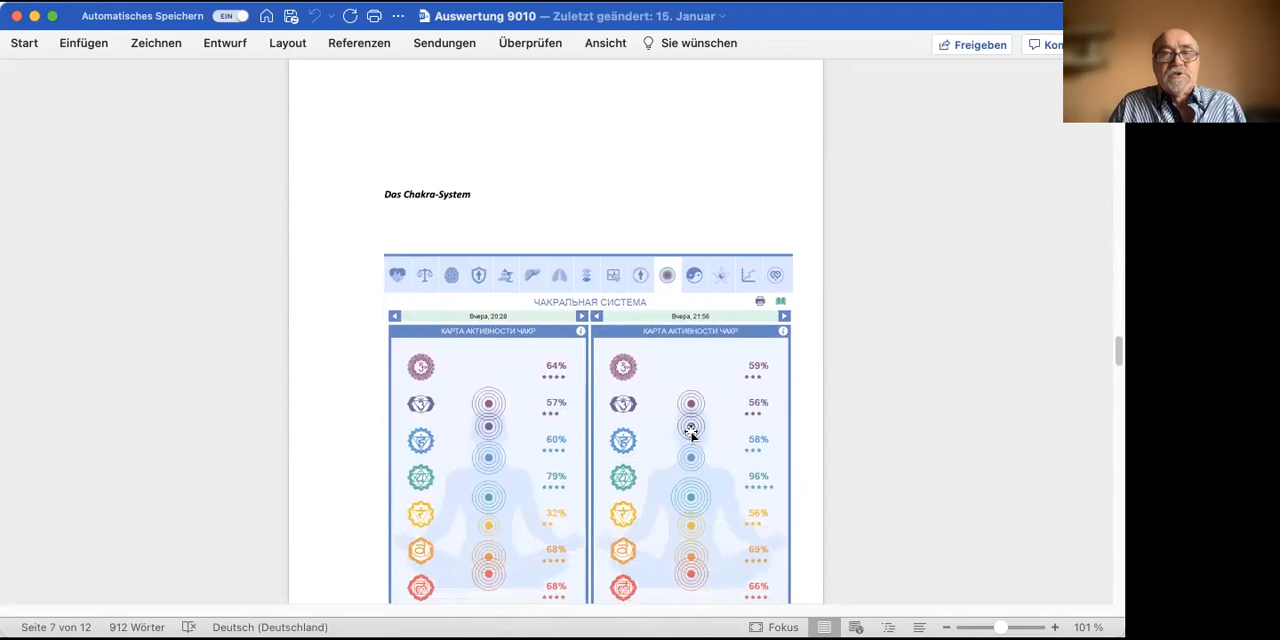 Automatisches Speichern EIN ··· Auswertung 9010 — Zuletzt geändert: 15. Januar
Start Einfügen Zeichnen Entwurf Layout Referenzen Sendungen Überprüfen Ansicht Sie wünschen Freigeben
Das Chakra-System
ЧАКРАЛЬНАЯ СИСТЕМА
Вчера, 20:28 Вчера, 21:56
КАРТА АКТИВНОСТИ ЧАКР КАРТА АКТИВНОСТИ ЧАКР
64% 59%
57% 56%
60% 58%
79% 96%
32% 56%
68% 69%
68% 66%
Seite 7 von 12 912 Wörter Deutsch (Deutschland) Fokus 101 %